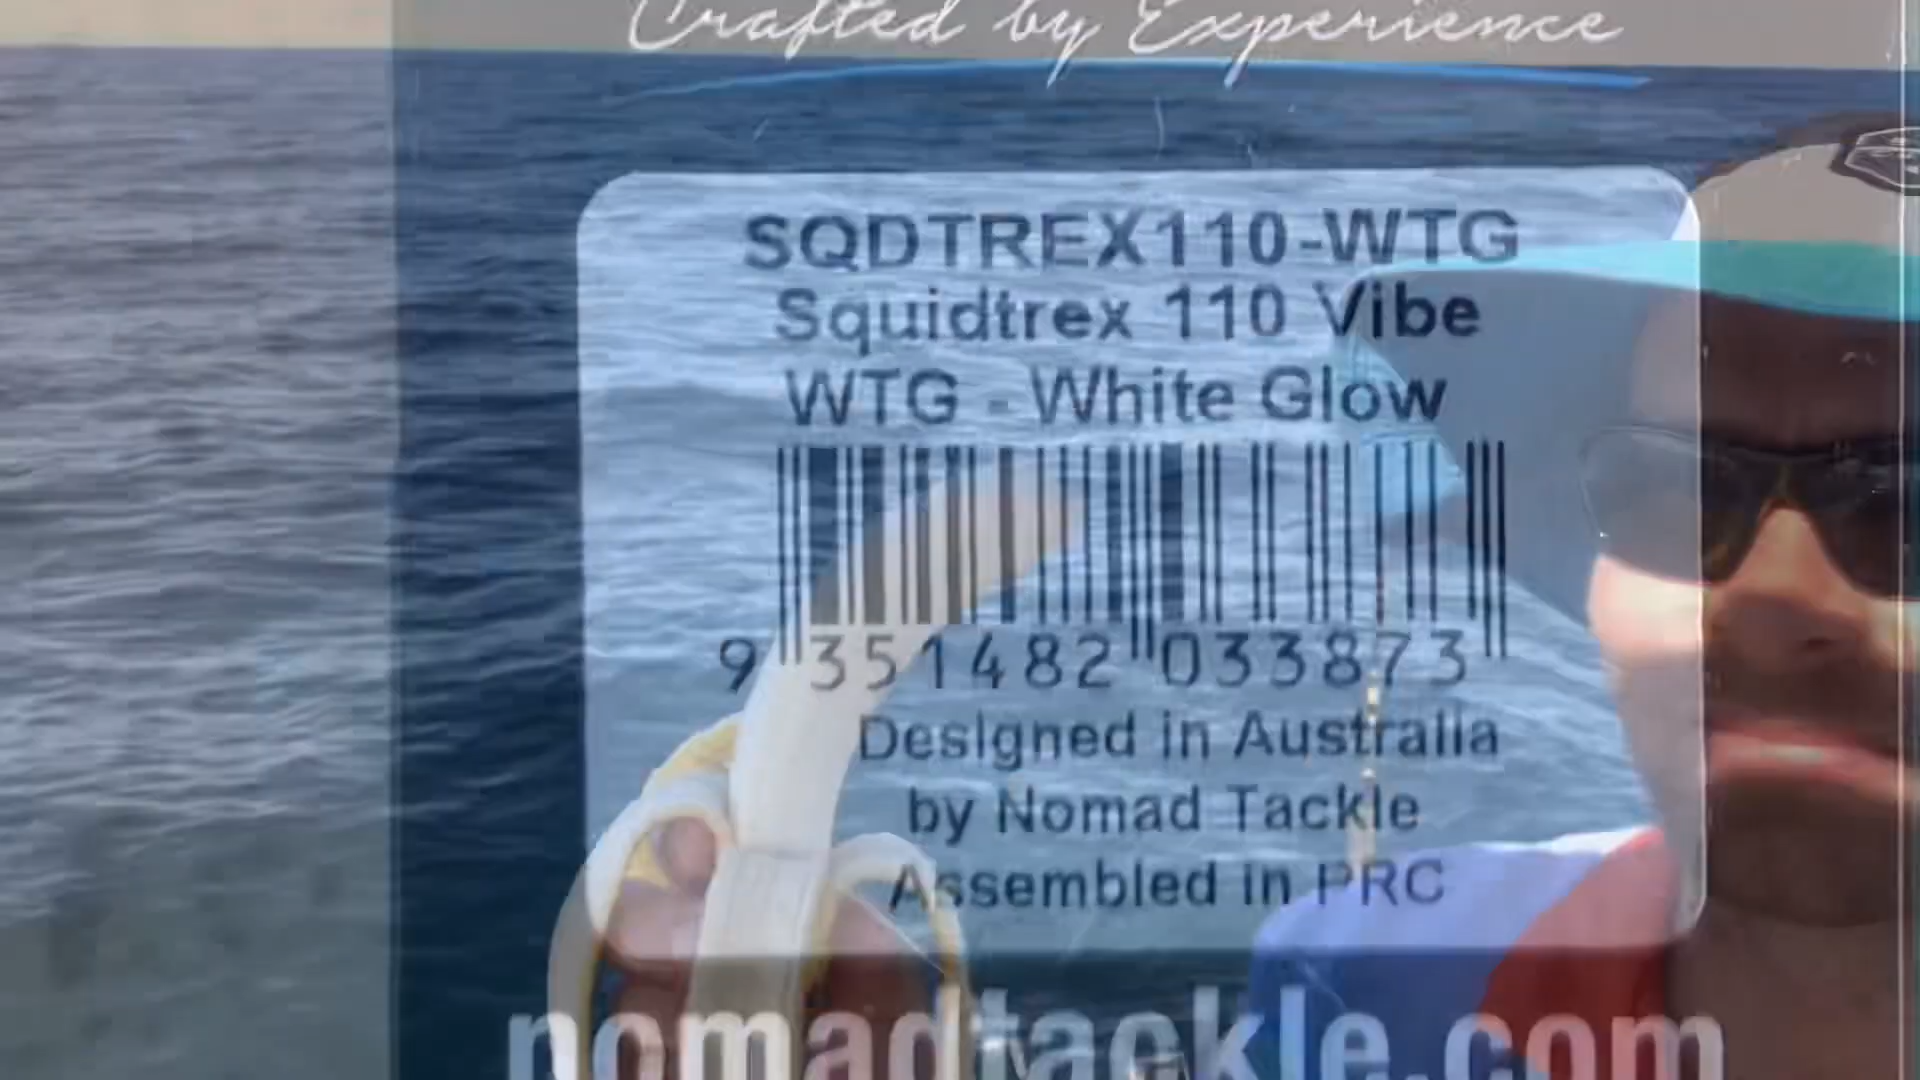 Crafted by Experience
SQDTREX110-WTG
Squidtrex 110 Vibe
WTG - White Glow
9 351482 033873
Designed in Australia
by Nomad Tackle
Assembled in PRC
nomadtackle.com